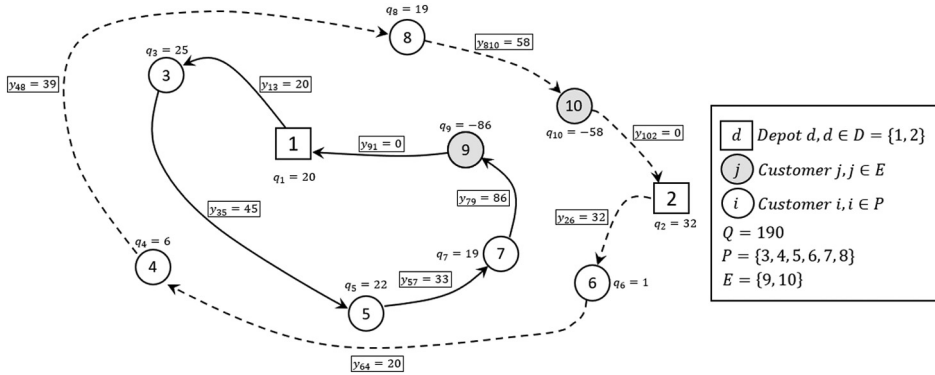 q₈ = 19
8
y₈₁₀ = 58
q₃ = 25
3
y₄₈ = 39
y₁₃ = 20
10
q₁₀ = −58
y₁₀₂ = 0
q₉ = −86
9
y₉₁ = 0
1
q₁ = 20
y₃₅ = 45
y₇₉ = 86
2
q₂ = 32
y₂₆ = 32
q₄ = 6
4
q₇ = 19
7
6
q₆ = 1
q₅ = 22
y₅₇ = 33
5
y₆₄ = 20
d Depot d, d ∈ D = {1,2}
j Customer j, j ∈ E
i Customer i, i ∈ P
Q = 190
P = {3,4,5,6,7,8}
E = {9,10}